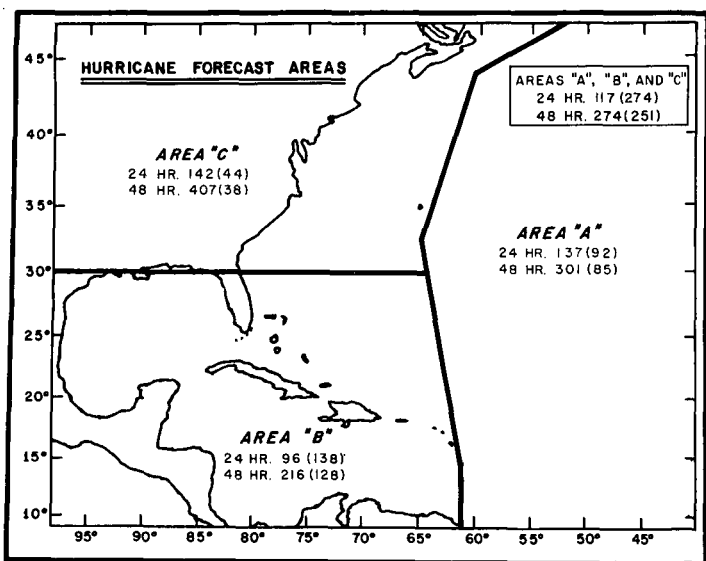 HURRICANE FORECAST AREAS
AREAS "A", "B", AND "C"
24 HR. 117(274)
48 HR. 274(251)
AREA "C"
24 HR. 142(44)
48 HR. 407(38)
AREA "A"
24 HR. 137(92)
48 HR. 301(85)
AREA "B"
24 HR. 96(138)
48 HR. 216(128)
45°
40°
35°
30°
25°
20°
15°
10°
95° 90° 85° 80° 75° 70° 65° 60° 55° 50° 45°